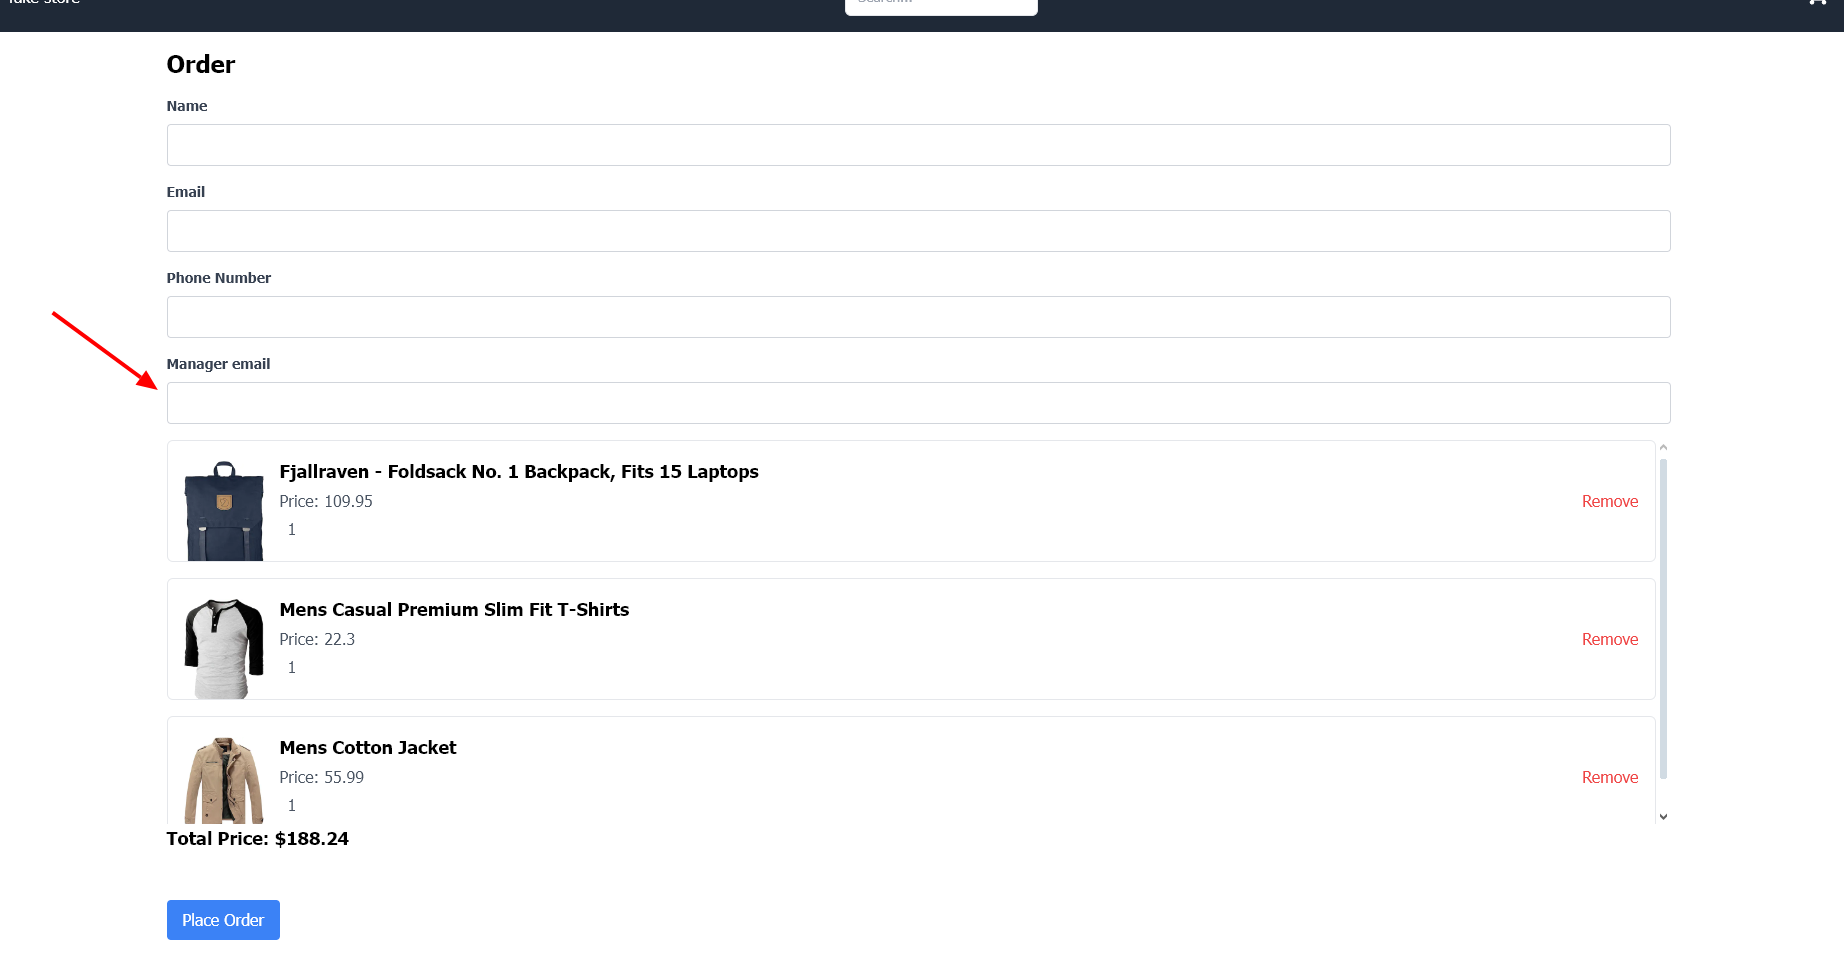 Order
Name
Email
Phone Number
Manager email
Fjallraven - Foldsack No. 1 Backpack, Fits 15 Laptops
Price: 109.95
Remove
1
Mens Casual Premium Slim Fit T-Shirts
Price: 22.3
Remove
1
Mens Cotton Jacket
Price: 55.99
Remove
1
Total Price: $188.24
Place Order